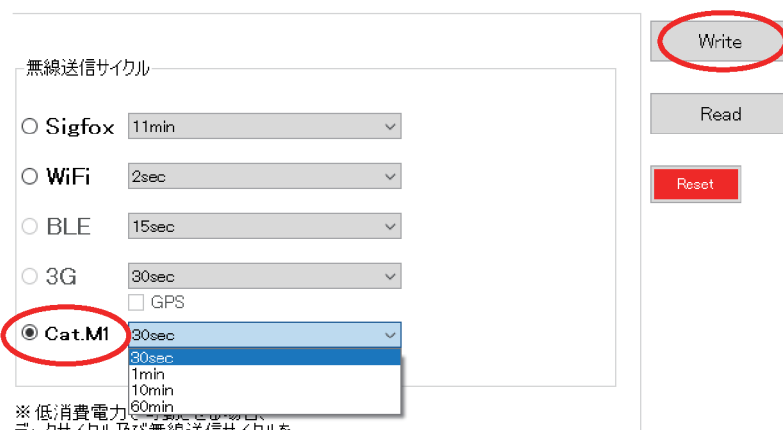 Write
無線送信サイクル
Sigfox 11min
Read
WiFi 2sec
Reset
BLE 15sec
3G 30sec
GPS
Cat.M1 30sec
30sec
1min
10min
60min
※低消費電力